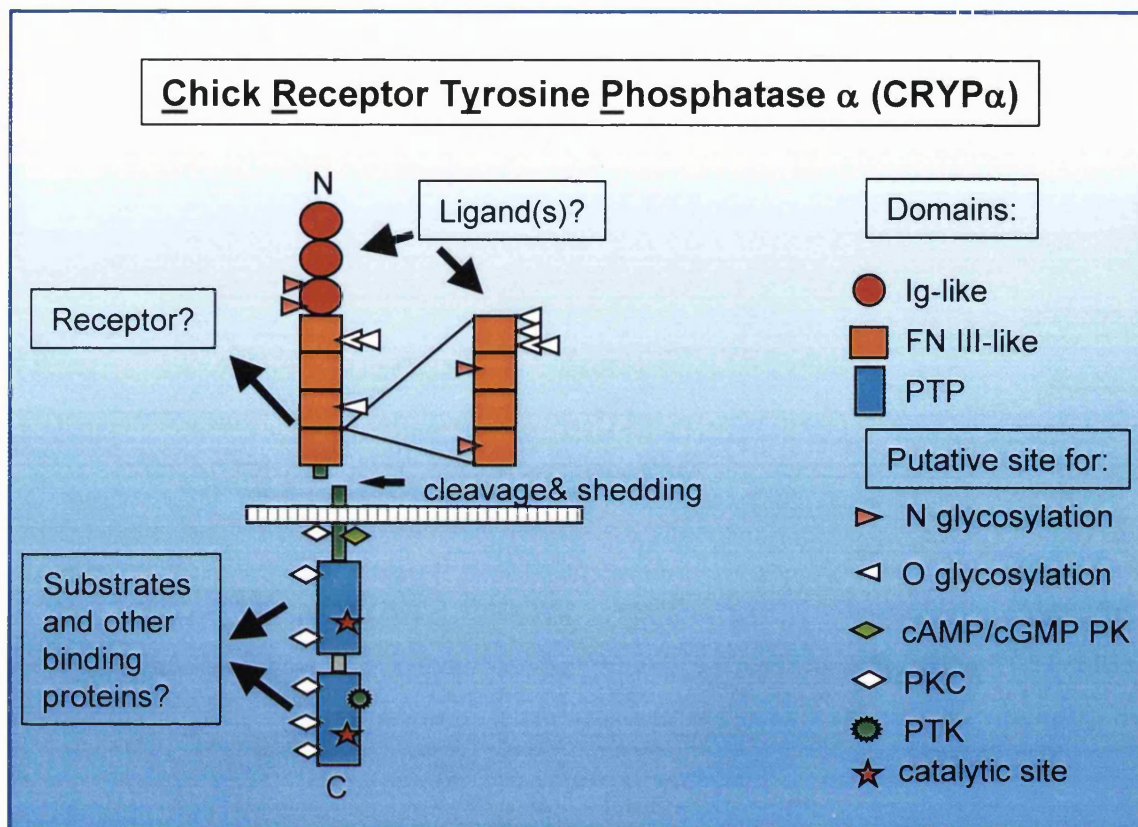 Chick Receptor Tyrosine Phosphatase α (CRYPα)
N
Ligand(s)?
Receptor?
cleavage& shedding
Substrates
and other
binding
proteins?
C
Domains:
Ig-like
FN III-like
PTP
Putative site for:
N glycosylation
O glycosylation
cAMP/cGMP PK
PKC
PTK
catalytic site